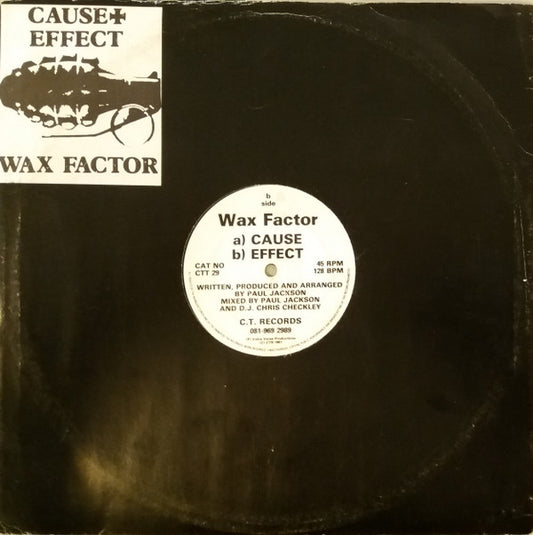 CAUSE+
EFFECT
WAX FACTOR
b
side
Wax Factor
a) CAUSE
b) EFFECT
CAT NO
CTT 29
45 RPM
128 BPM
WRITTEN, PRODUCED AND ARRANGED
BY PAUL JACKSON
MIXED BY PAUL JACKSON
AND D.J. CHRIS CHECKLEY
C.T. RECORDS
081-969 2989